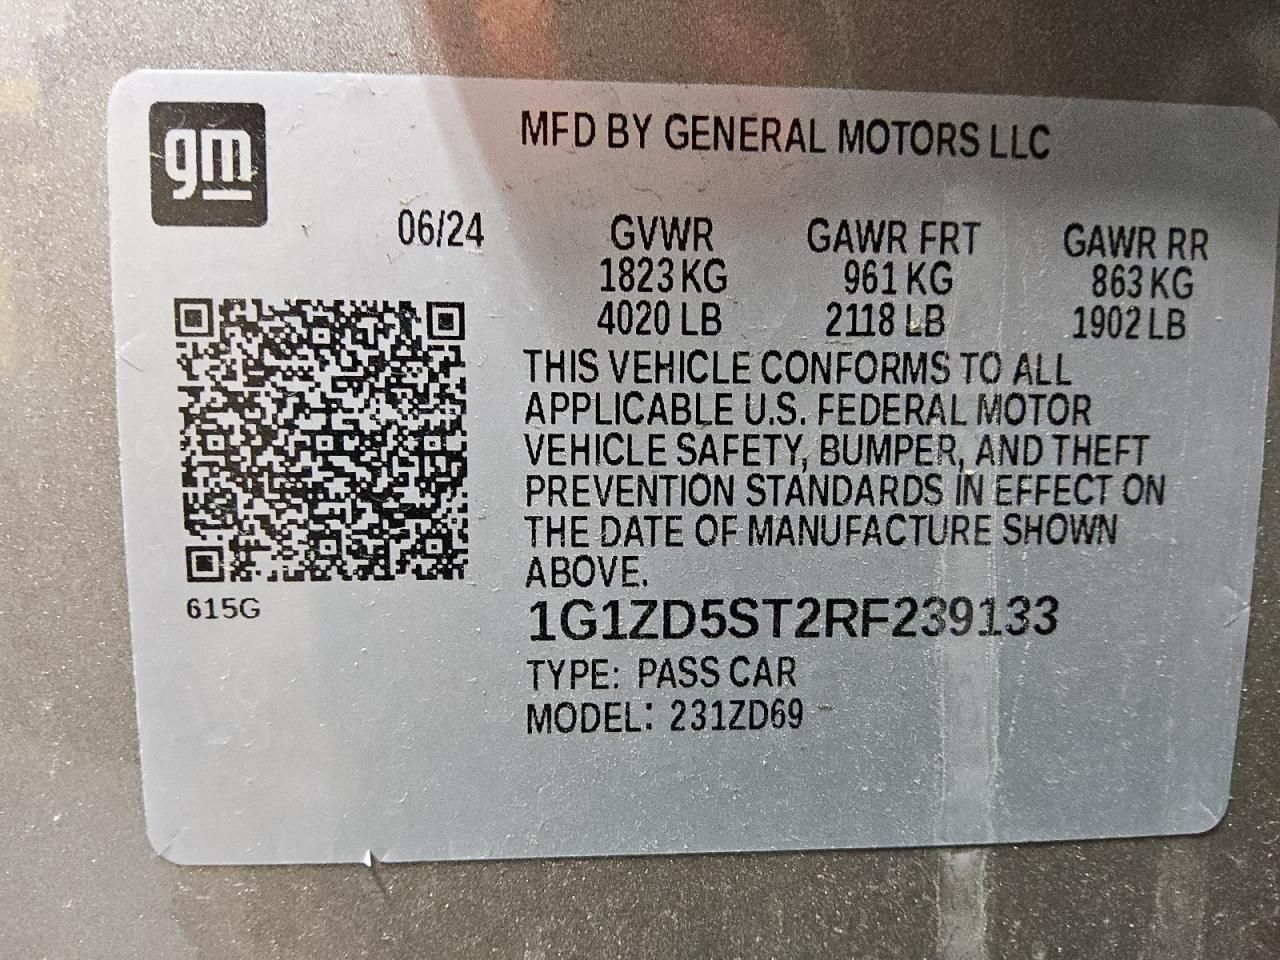 gm
MFD BY GENERAL MOTORS LLC
06/24
GVWR GAWR FRT GAWR RR
1823 KG 961 KG 863 KG
4020 LB 2118 LB 1902 LB
THIS VEHICLE CONFORMS TO ALL
APPLICABLE U.S. FEDERAL MOTOR
VEHICLE SAFETY, BUMPER, AND THEFT
PREVENTION STANDARDS IN EFFECT ON
THE DATE OF MANUFACTURE SHOWN
ABOVE.
615G
1G1ZD5ST2RF239133
TYPE: PASS CAR
MODEL: 231ZD69